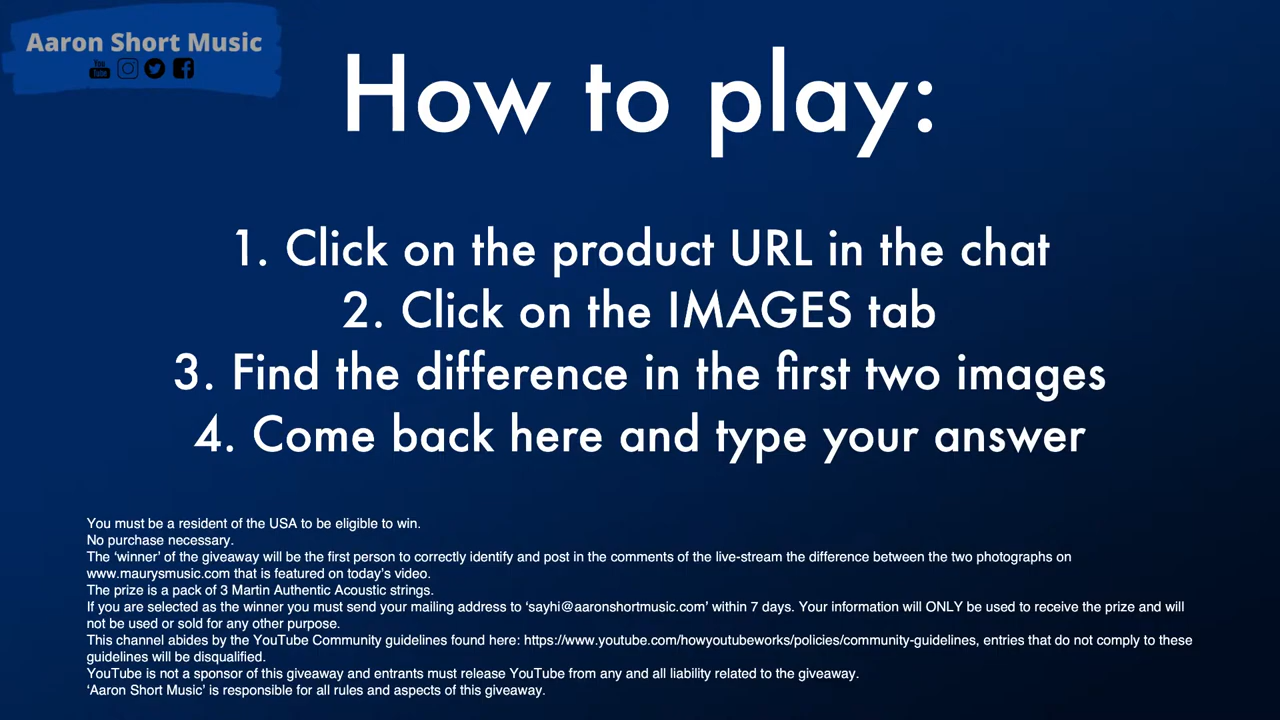 Aaron Short Music
You Tube
How to play:
1. Click on the product URL in the chat
2. Click on the IMAGES tab
3. Find the difference in the first two images
4. Come back here and type your answer
You must be a resident of the USA to be eligible to win.
No purchase necessary.
The ‘winner’ of the giveaway will be the first person to correctly identify and post in the comments of the live-stream the difference between the two photographs on
www.maurysmusic.com that is featured on today’s video.
The prize is a pack of 3 Martin Authentic Acoustic strings.
If you are selected as the winner you must send your mailing address to ‘sayhi@aaronshortmusic.com’ within 7 days. Your information will ONLY be used to receive the prize and will
not be used or sold for any other purpose.
This channel abides by the YouTube Community guidelines found here: https://www.youtube.com/howyoutubeworks/policies/community-guidelines, entries that do not comply to these
guidelines will be disqualified.
YouTube is not a sponsor of this giveaway and entrants must release YouTube from any and all liability related to the giveaway.
‘Aaron Short Music’ is responsible for all rules and aspects of this giveaway.